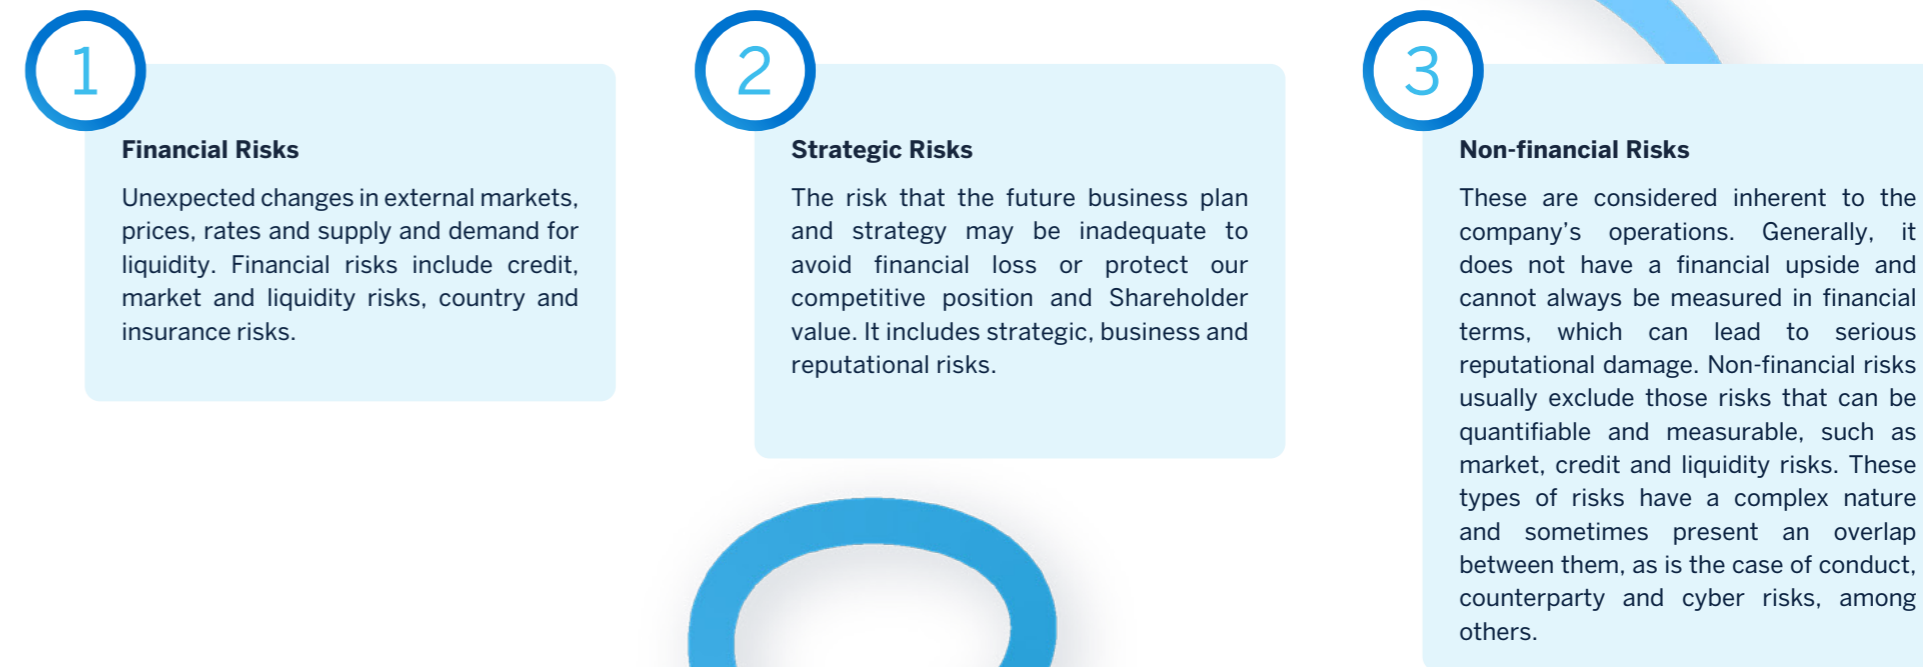 1
Financial Risks
Unexpected changes in external markets,
prices, rates and supply and demand for
liquidity. Financial risks include credit,
market and liquidity risks, country and
insurance risks.
2
Strategic Risks
The risk that the future business plan
and strategy may be inadequate to
avoid financial loss or protect our
competitive position and Shareholder
value. It includes strategic, business and
reputational risks.
3
Non-financial Risks
These are considered inherent to the
company’s operations. Generally, it
does not have a financial upside and
cannot always be measured in financial
terms, which can lead to serious
reputational damage. Non-financial risks
usually exclude those risks that can be
quantifiable and measurable, such as
market, credit and liquidity risks. These
types of risks have a complex nature
and sometimes present an overlap
between them, as is the case of conduct,
counterparty and cyber risks, among
others.